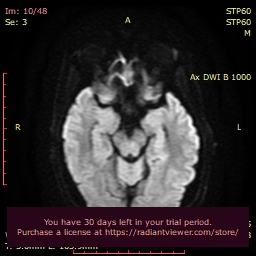 Im: 10/48
Se: 3
STP60
STP60
M
A
Ax DWI B 1000
R
L
You have 30 days left in your trial period.
Purchase a license at https://radiantviewer.com/store/